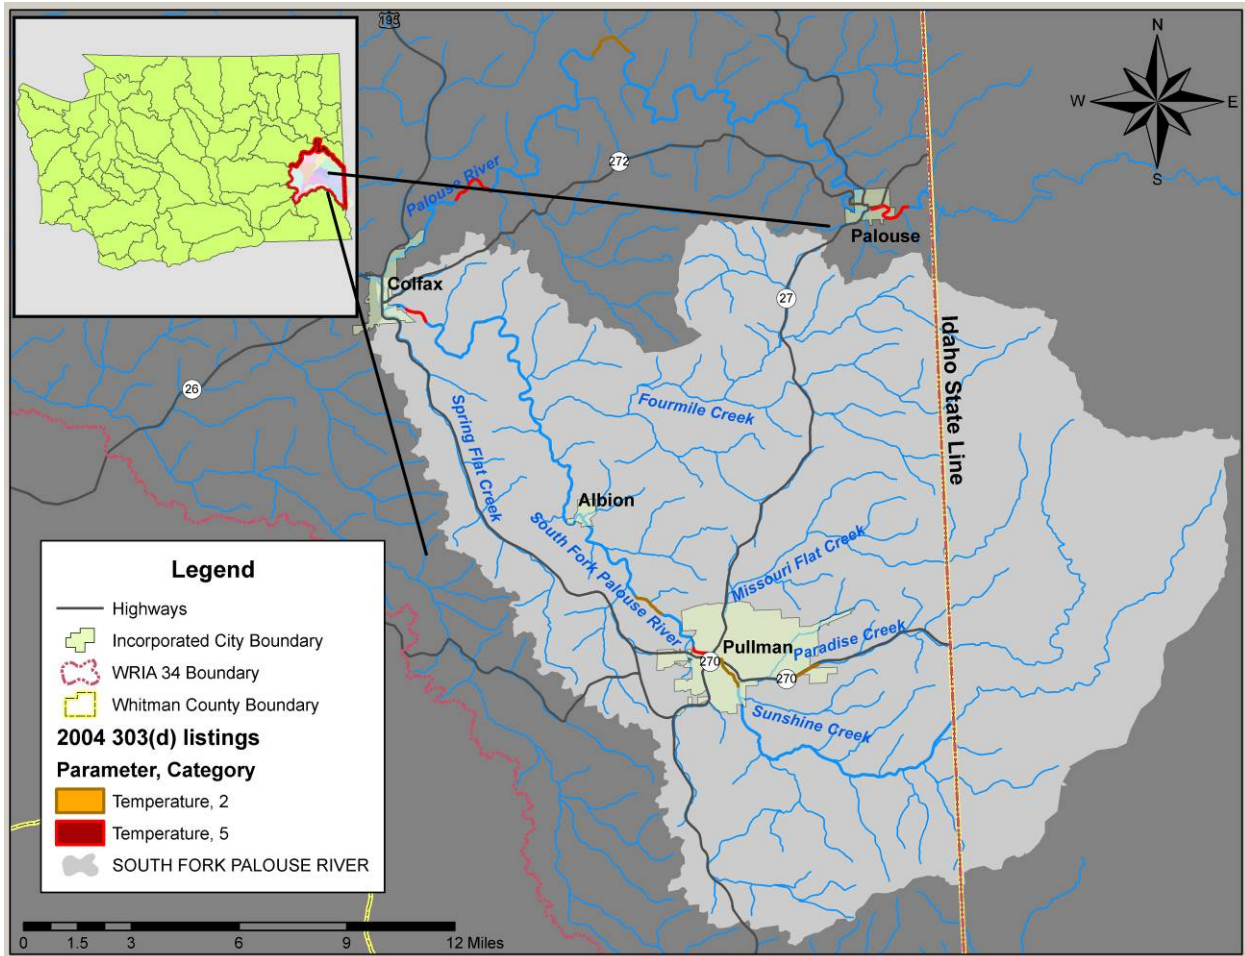 195
N
W
E
S
272
Palouse River
Palouse
Colfax
27
Idaho State Line
26
Fourmile Creek
Spring Flat Creek
Albion
South Fork Palouse River
Missouri Flat Creek
Pullman
Paradise Creek
270
270
Sunshine Creek
Legend
Highways
Incorporated City Boundary
WRIA 34 Boundary
Whitman County Boundary
2004 303(d) listings
Parameter, Category
Temperature, 2
Temperature, 5
SOUTH FORK PALOUSE RIVER
0 1.5 3 6 9 12 Miles